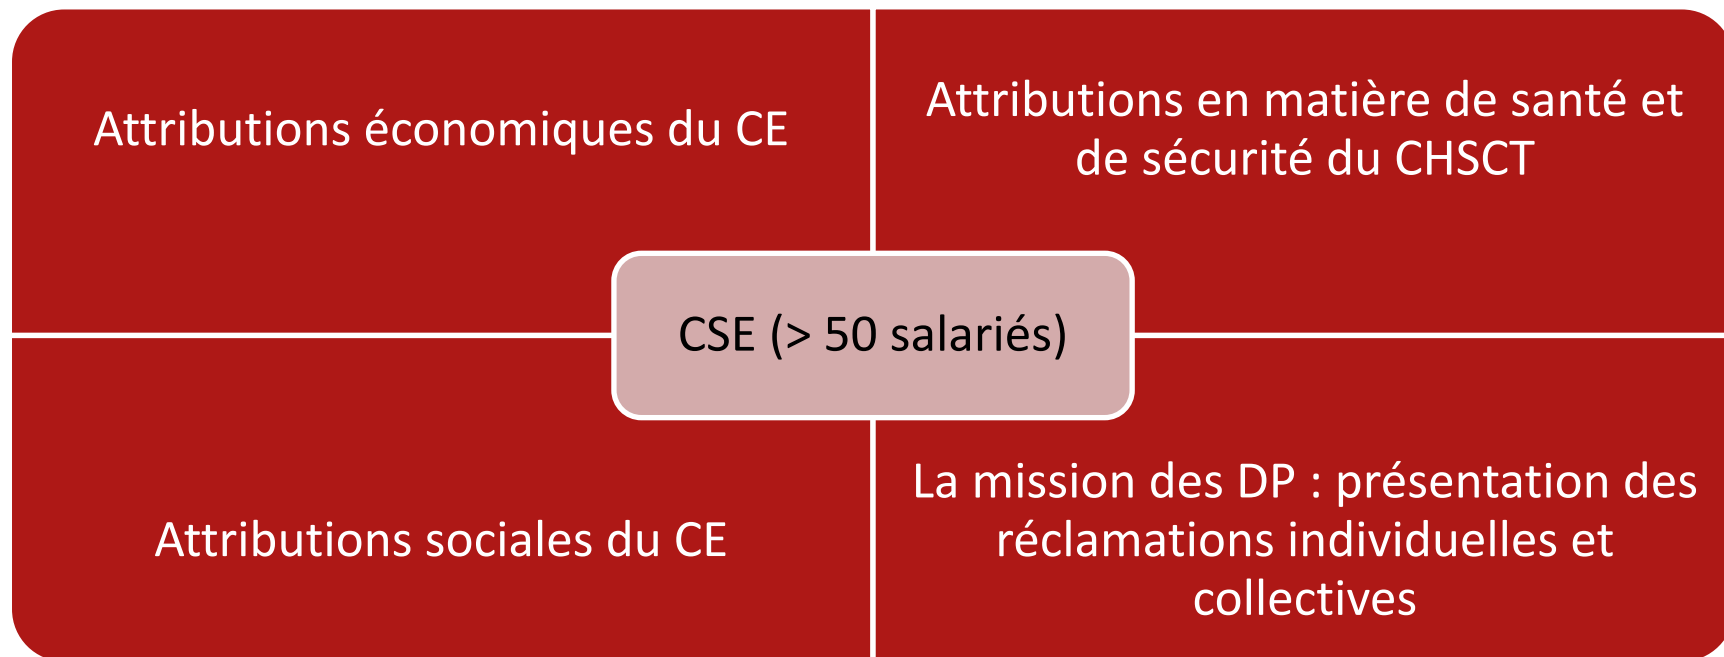 Attributions économiques du CE
Attributions en matière de santé et
de sécurité du CHSCT
CSE (> 50 salariés)
Attributions sociales du CE
La mission des DP : présentation des
réclamations individuelles et
collectives